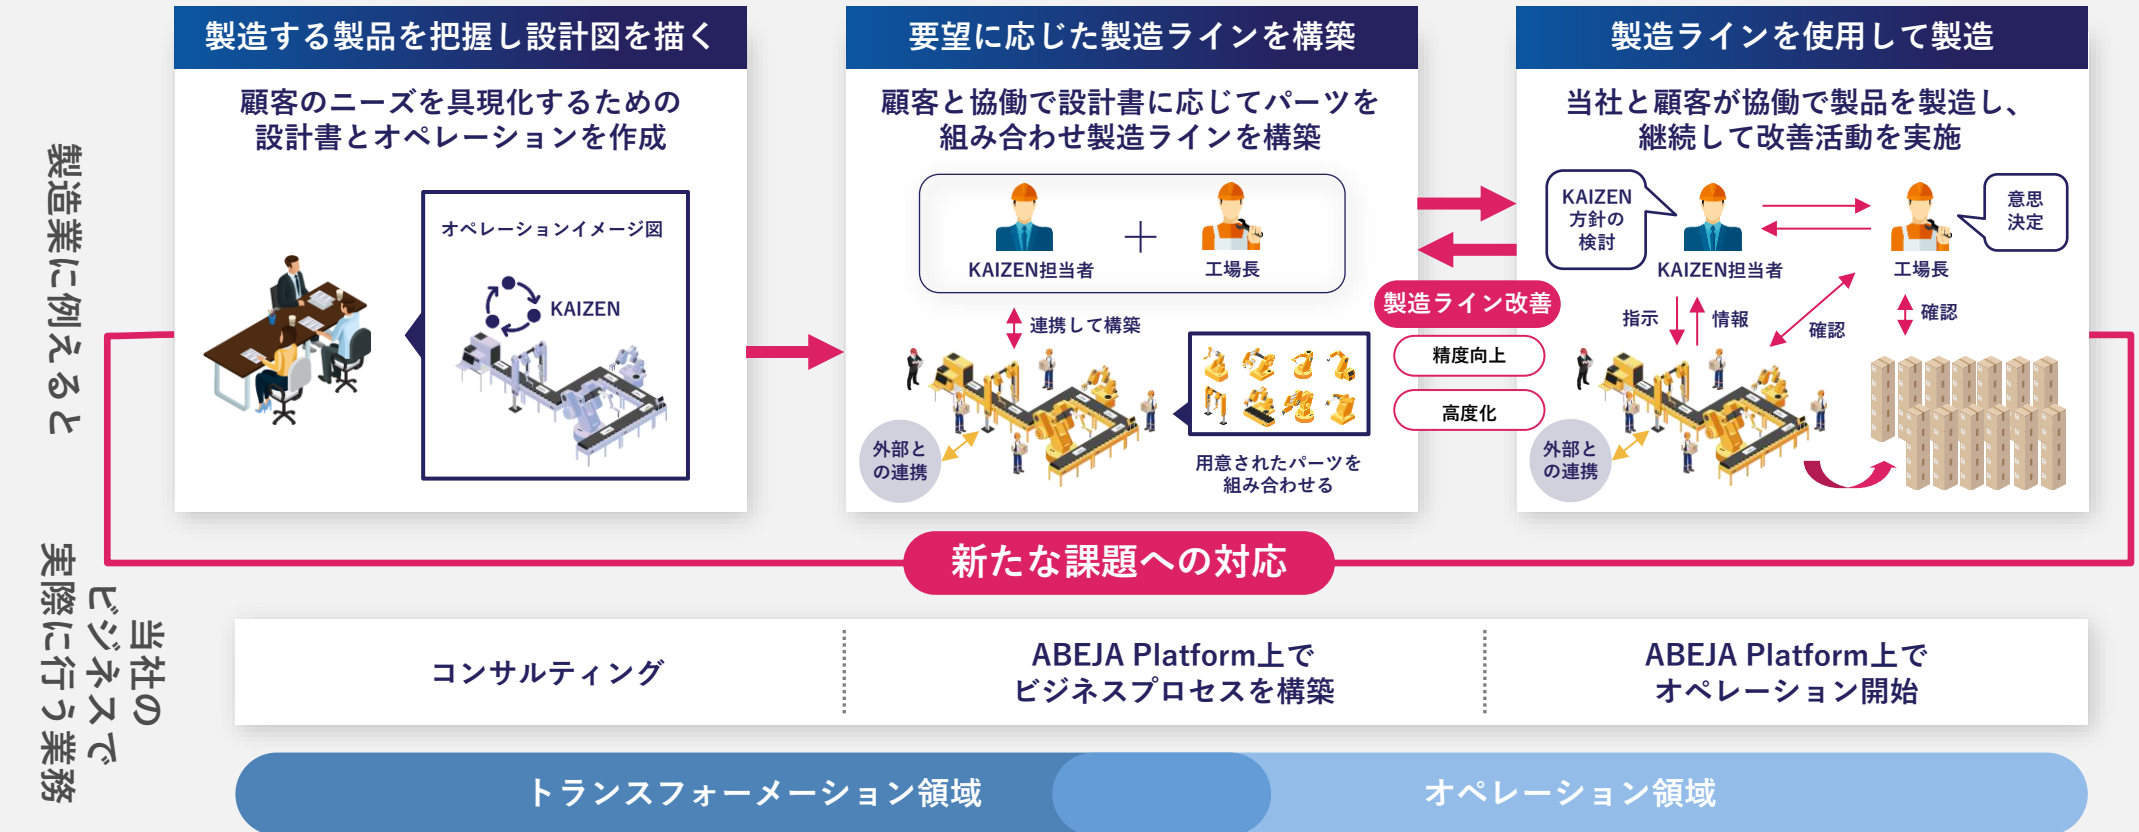 製造業に例えると
製造する製品を把握し設計図を描く
顧客のニーズを具現化するための
設計書とオペレーションを作成
オペレーションイメージ図
KAIZEN
要望に応じた製造ラインを構築
顧客と協働で設計書に応じてパーツを
組み合わせ製造ラインを構築
KAIZEN担当者
工場長
連携して構築
外部と
の連携
用意されたパーツを
組み合わせる
製造ライン改善
精度向上
高度化
製造ラインを使用して製造
当社と顧客が協働で製品を製造し、
継続して改善活動を実施
KAIZEN
方針の
検討
KAIZEN担当者
工場長
意思
決定
指示
情報
確認
確認
外部と
の連携
新たな課題への対応
当社の
ビジネスで
実際に行う業務
コンサルティング
ABEJA Platform上で
ビジネスプロセスを構築
ABEJA Platform上で
オペレーション開始
トランスフォーメーション領域
オペレーション領域